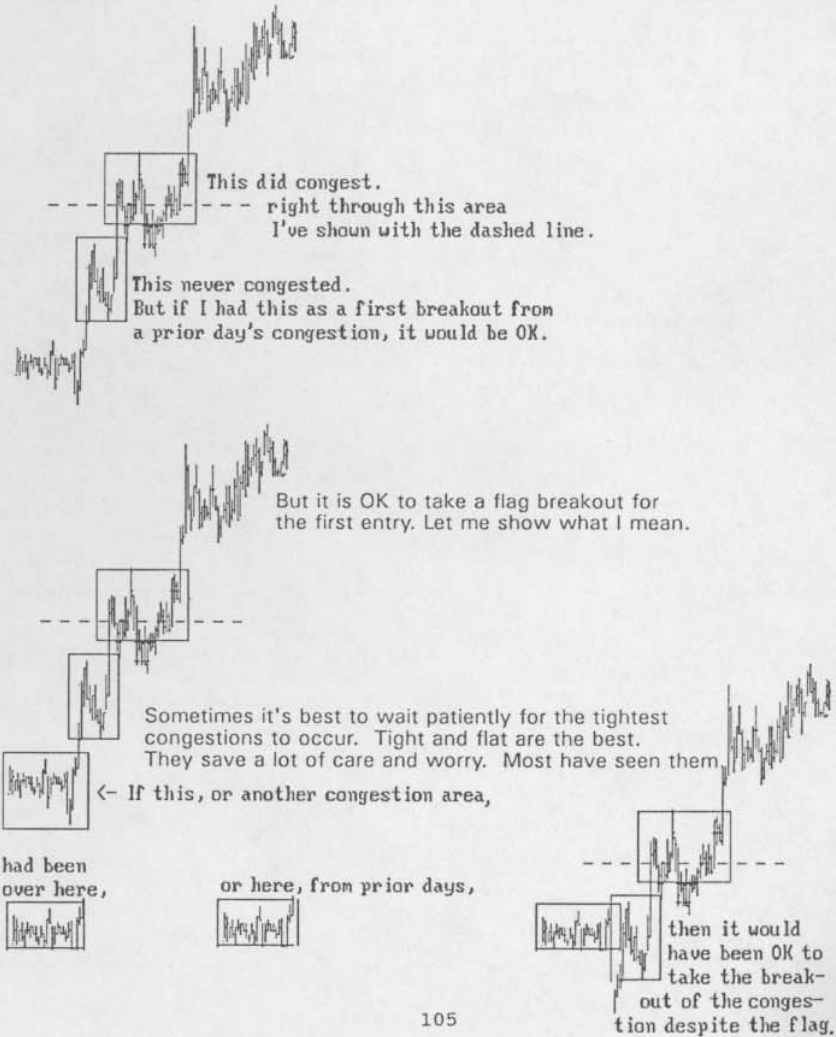 This did congest.
right through this area
I've shown with the dashed line.
This never congested.
But if I had this as a first breakout from
a prior day's congestion, it would be OK.
But it is OK to take a flag breakout for
the first entry. Let me show what I mean.
Sometimes it's best to wait patiently for the tightest
congestions to occur. Tight and flat are the best.
They save a lot of care and worry. Most have seen them
<- If this, or another congestion area,
had been
over here,
or here, from prior days,
then it would
have been OK to
take the break-
out of the conges-
tion despite the flag.
105